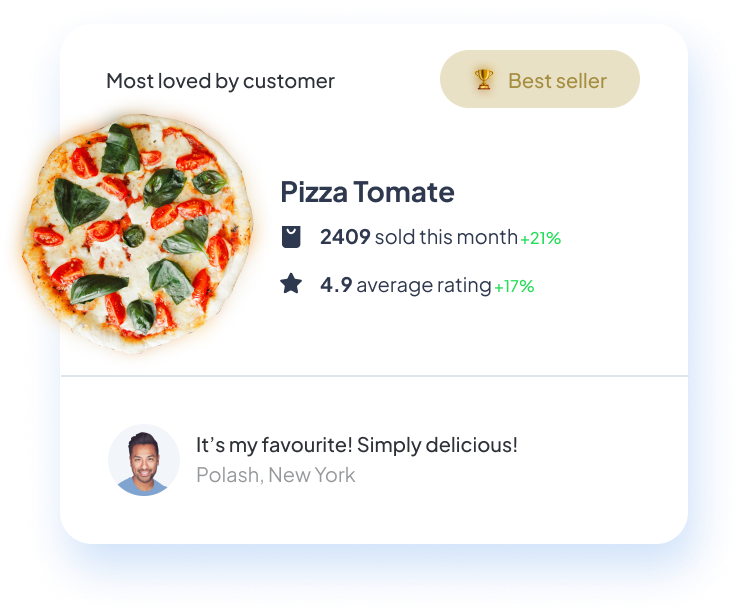 Most loved by customer
Best seller
Pizza Tomate
2409 sold this month +21%
4.9 average rating +17%
It’s my favourite! Simply delicious!
Polash, New York